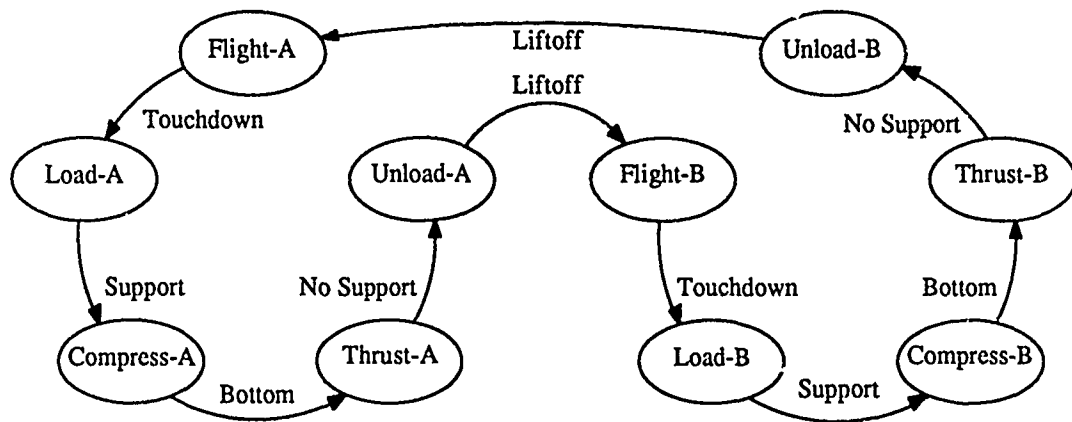 Flight-A
Liftoff
Unload-B
Liftoff
Touchdown
No Support
Load-A
Unload-A
Flight-B
Thrust-B
Support
No Support
Touchdown
Bottom
Compress-A
Thrust-A
Load-B
Compress-B
Bottom
Support